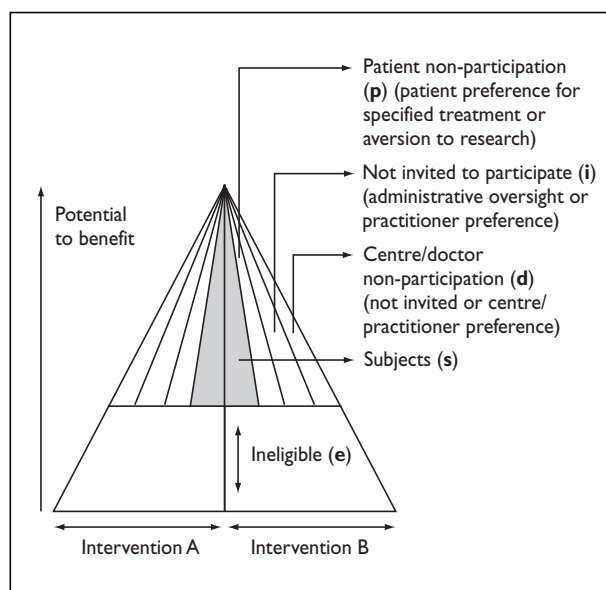 Patient non-participation
(p) (patient preference for
specified treatment or
aversion to research)
Not invited to participate (i)
(administrative oversight or
practitioner preference)
Potential
to benefit
Centre/doctor
non-participation (d)
(not invited or centre/
practitioner preference)
Subjects (s)
Ineligible (e)
Intervention A
Intervention B